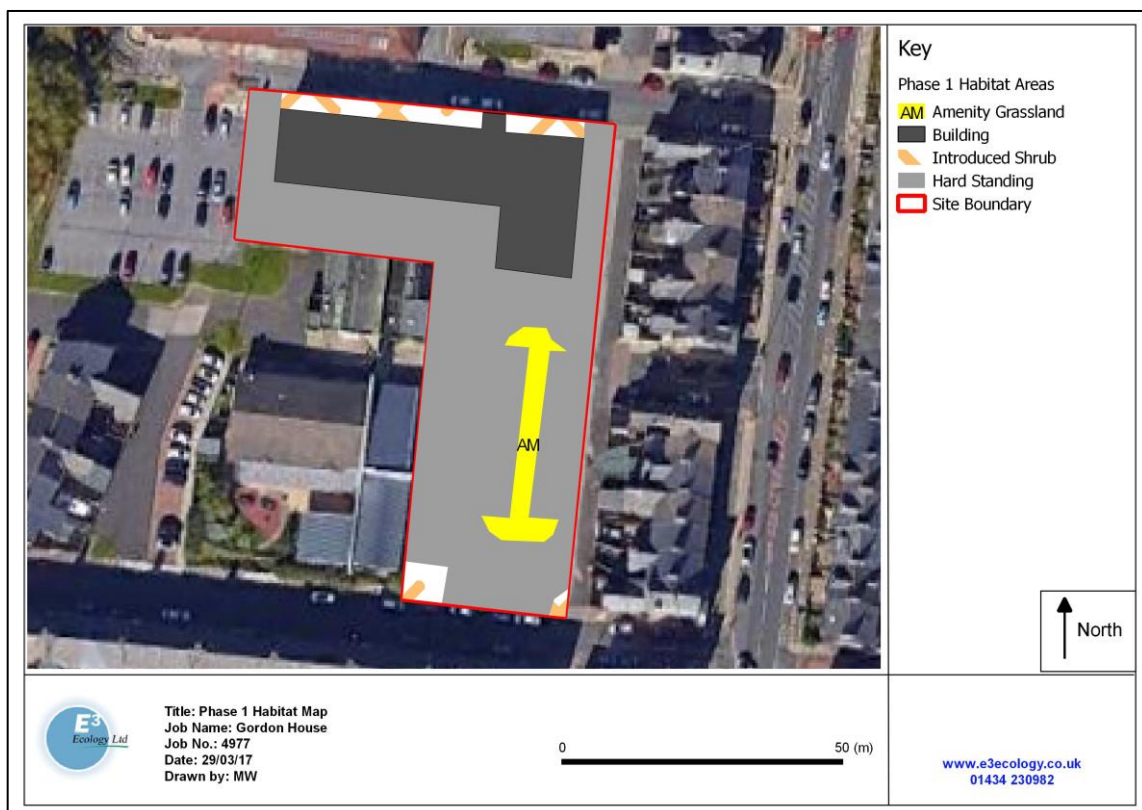 Key
Phase 1 Habitat Areas
AM Amenity Grassland
Building
Introduced Shrub
Hard Standing
Site Boundary
AM
North
E3
Ecology Ltd
Title: Phase 1 Habitat Map
Job Name: Gordon House
Job No.: 4977
Date: 29/03/17
Drawn by: MW
0 50 (m)
www.e3ecology.co.uk
01434 230982